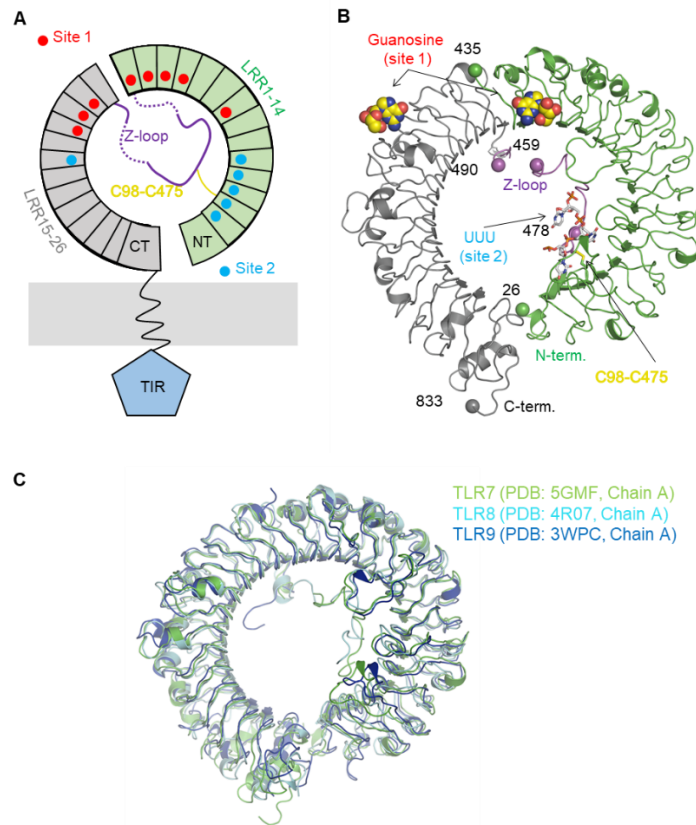 A
Site 1
LRR1-14
Z-loop
C98-C475
LRR15-26
CT
NT
Site 2
TIR
B
Guanosine
(site 1)
435
459
490
Z-loop
UUU
(site 2)
478
26
N-term.
C98-C475
833
C-term.
C
TLR7 (PDB: 5GMF, Chain A)
TLR8 (PDB: 4R07, Chain A)
TLR9 (PDB: 3WPC, Chain A)